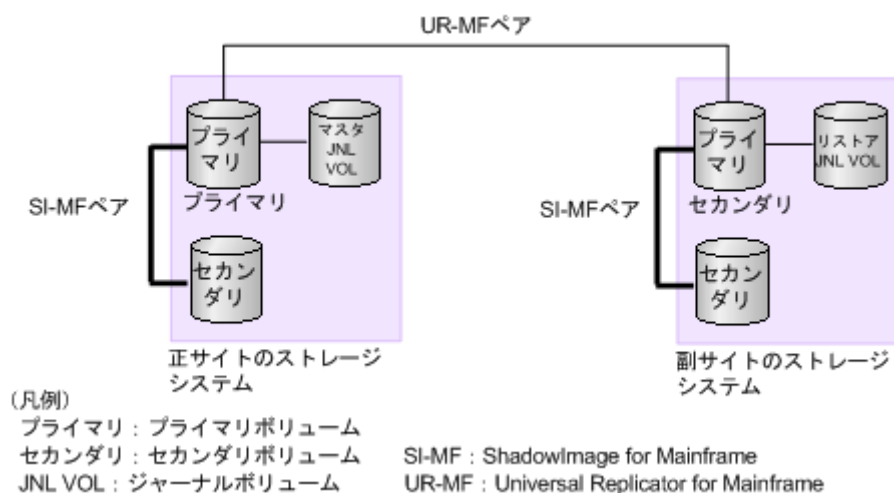 UR-MFペア
プライ
マリ
マスタ
JNL
VOL
プライマリ
SI-MFペア
セカン
ダリ
正サイトのストレージ
システム
プライ
マリ
リストア
JNL VOL
セカンダリ
SI-MFペア
セカン
ダリ
副サイトのストレージ
システム
(凡例)
プライマリ:プライマリボリューム
セカンダリ:セカンダリボリューム
JNL VOL:ジャーナルボリューム
SI-MF:ShadowImage for Mainframe
UR-MF:Universal Replicator for Mainframe